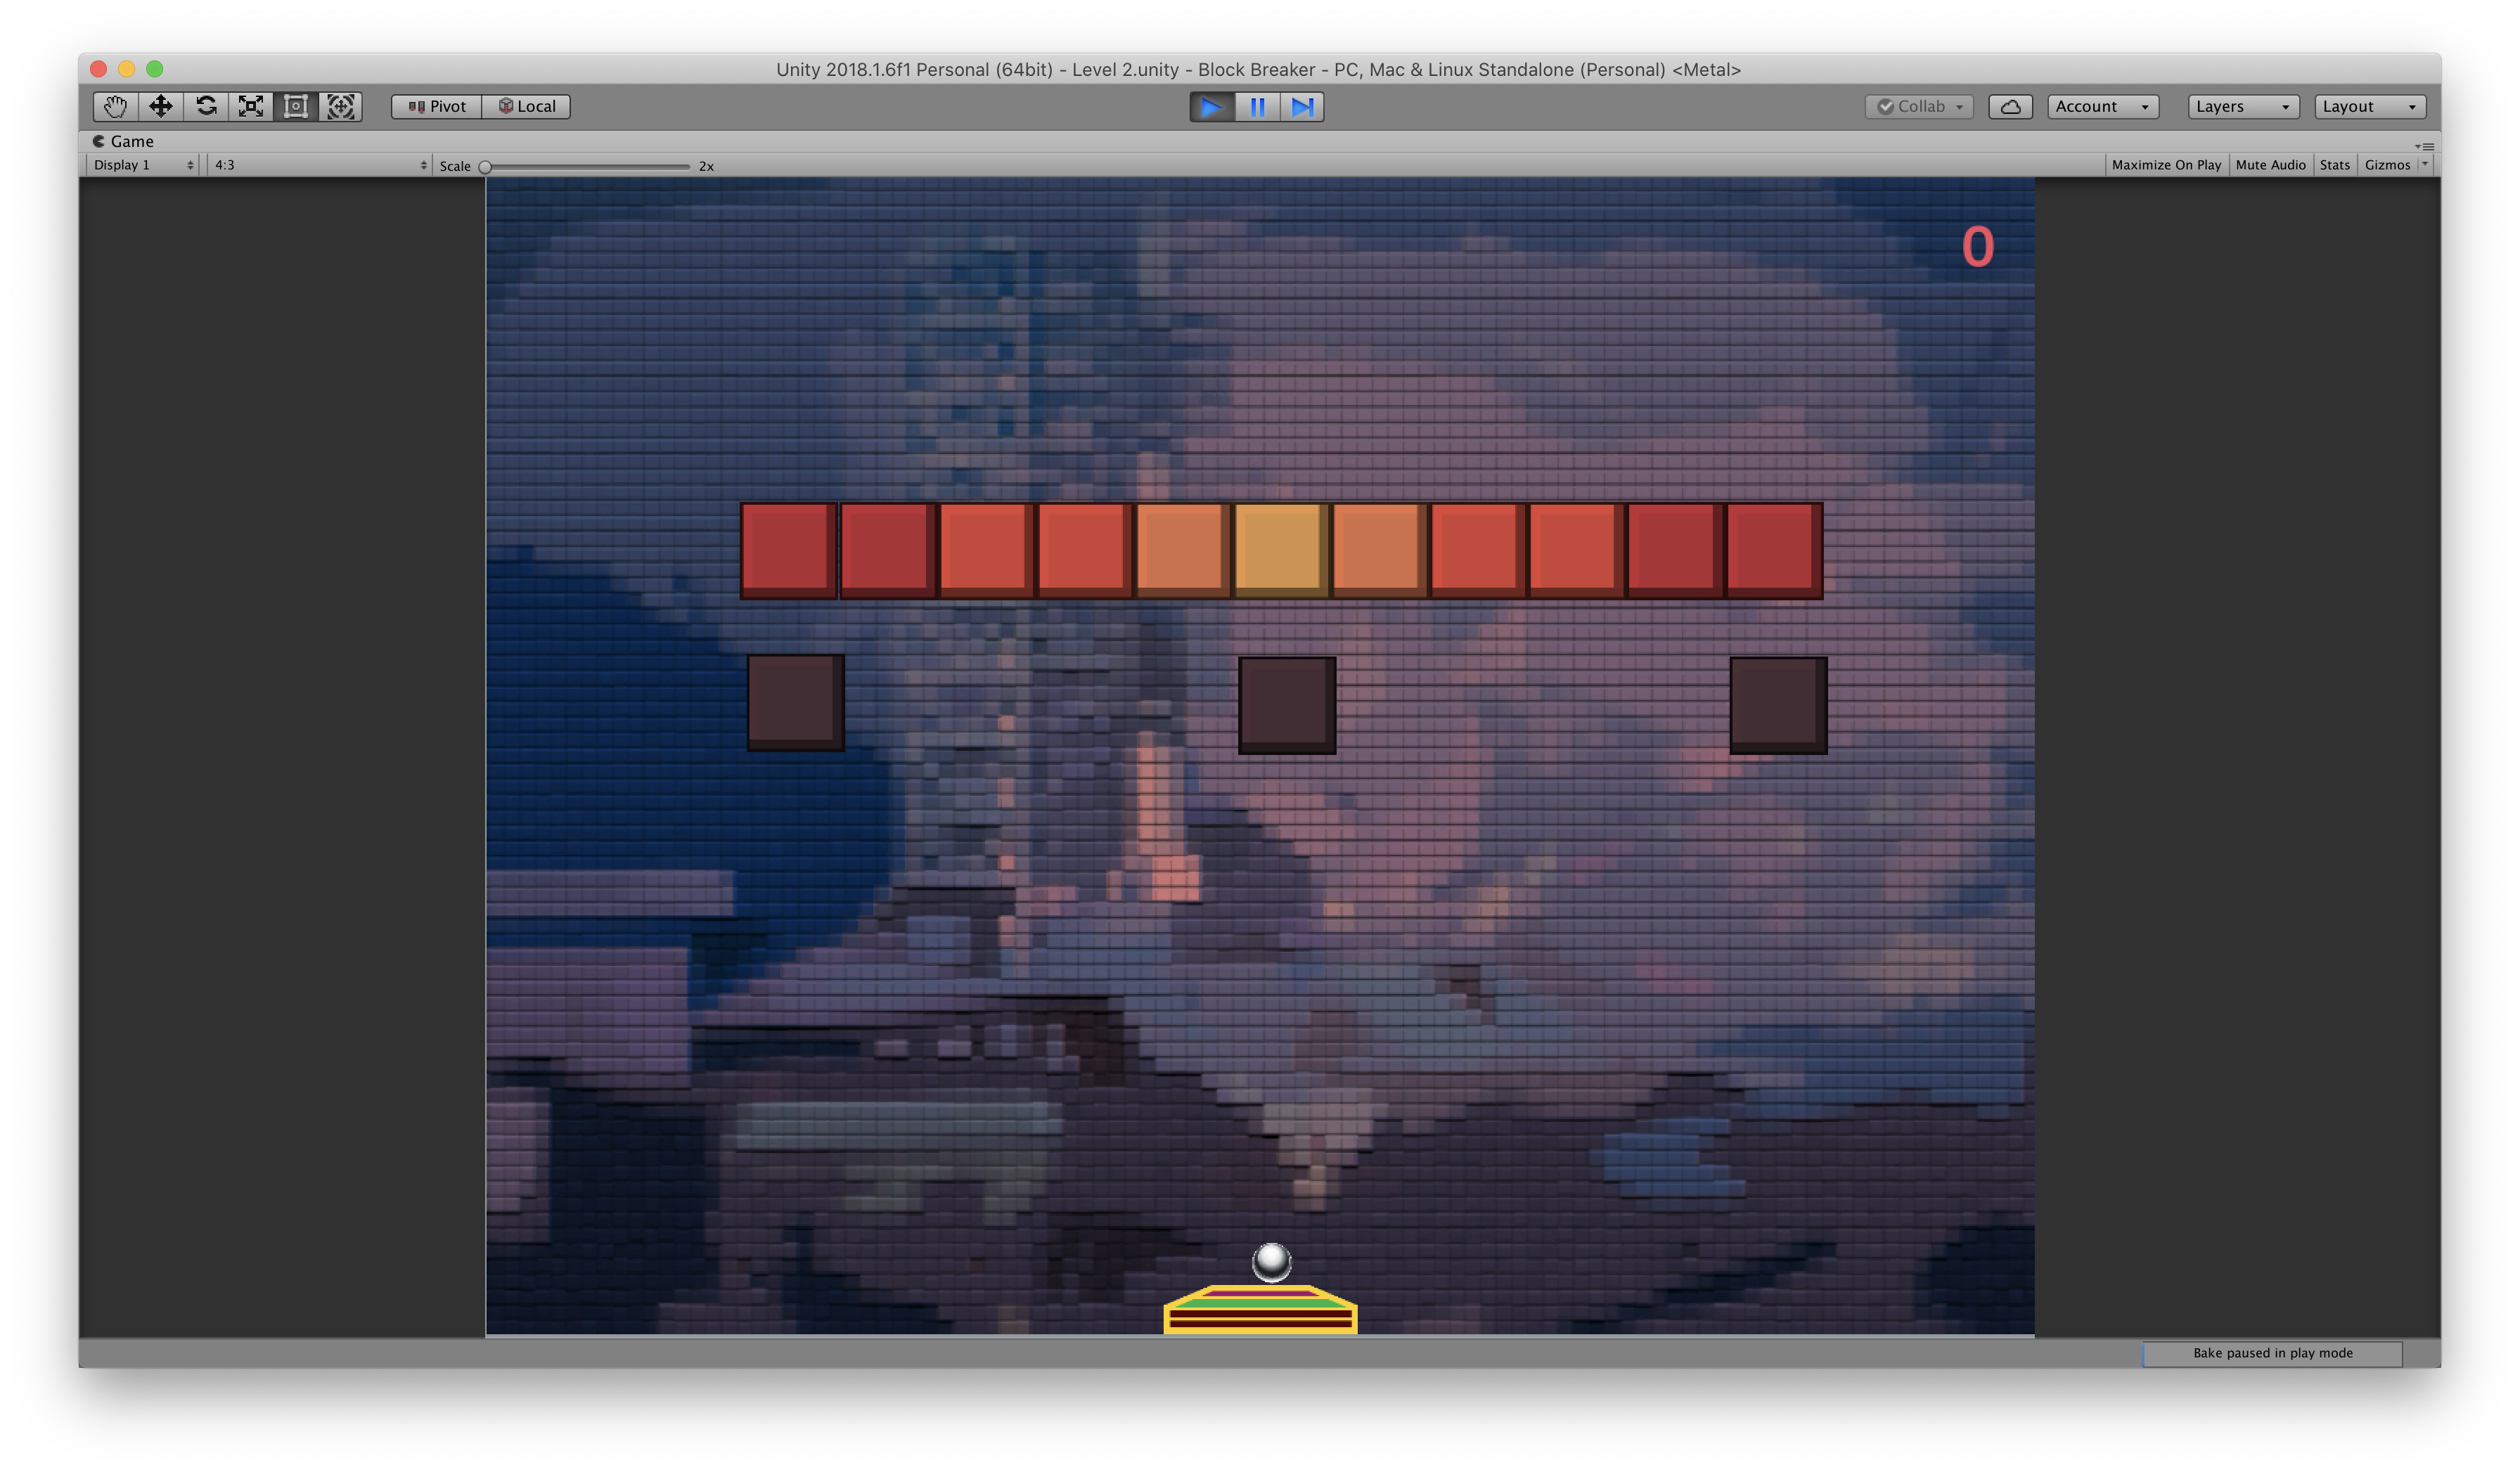 Unity 2018.1.6f1 Personal (64bit) - Level 2.unity - Block Breaker - PC, Mac & Linux Standalone (Personal) <Metal>
Pivot Local Collab Account Layers Layout
Game
Display 1 4:3 Scale 2x Maximize On Play Mute Audio Stats Gizmos
0
Bake paused in play mode